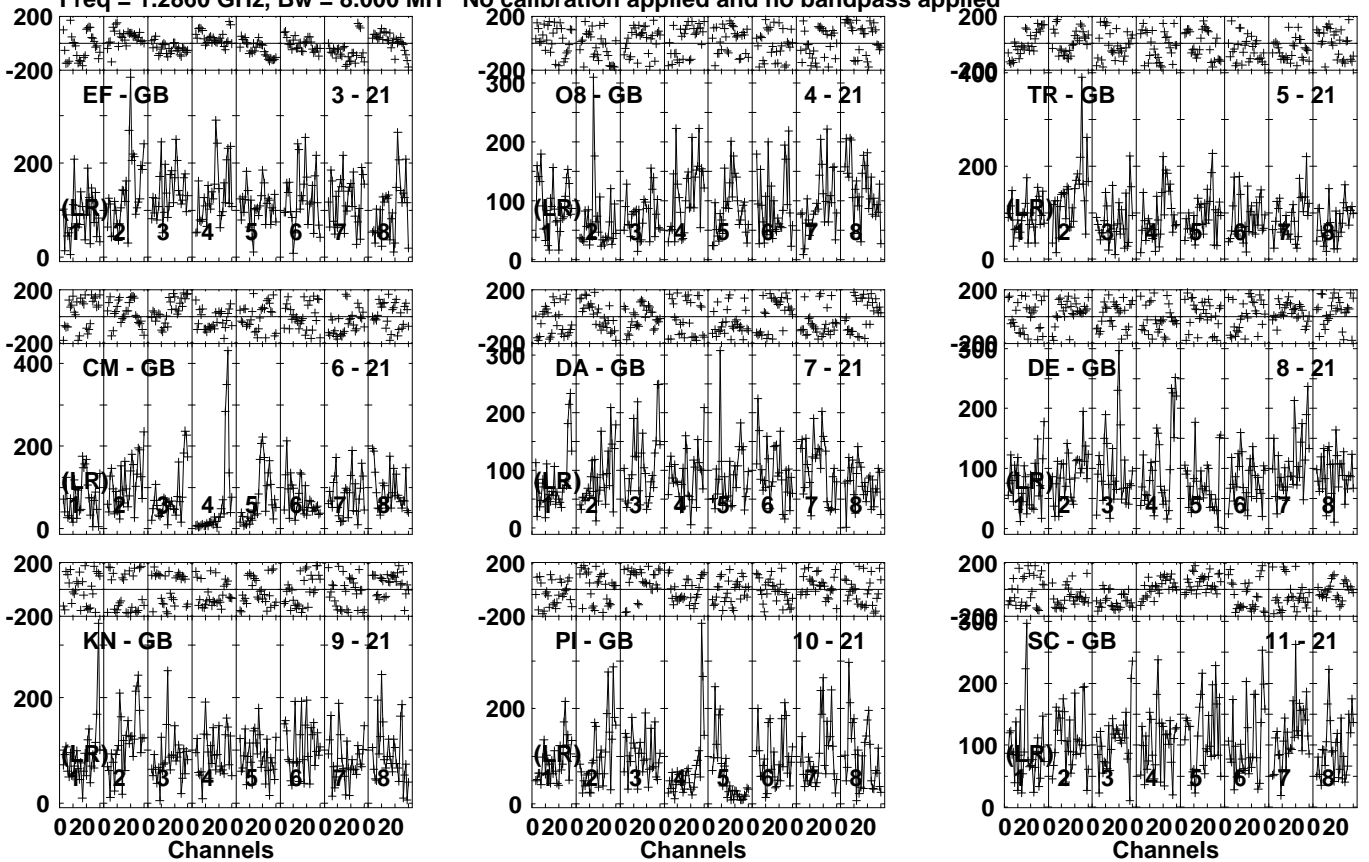 Freq = 1.2860 GHz, Bw = 8.000 MH No calibration applied and no bandpass applied
200 200 200
-200 -200 -200
300 400
EF - GB 3 - 21 O8 - GB 4 - 21 TR - GB 5 - 21
200 200 200
100
(LR) (LR) (LR)
1 2 3 4 5 6 7 8 1 2 3 4 5 6 7 8 1 2 3 4 5 6 7 8
0 0 0
200 200 200
-200 -200 -200
400 300 300
CM - GB 6 - 21 DA - GB 7 - 21 DE - GB 8 - 21
200 200 200
100 100
(LR) (LR) (LR)
1 2 3 4 5 6 7 8 1 2 3 4 5 6 7 8 1 2 3 4 5 6 7 8
0 0 0
200 200 200
-200 -200 -200
300
KN - GB 9 - 21 PI - GB 10 - 21 SC - GB 11 - 21
200 200 200
100
(LR) (LR) (LR)
1 2 3 4 5 6 7 8 1 2 3 4 5 6 7 8 1 2 3 4 5 6 7 8
0 0 0
0 20 0 20 0 20 0 20 0 20 0 20 0 20 0 20 0 20 0 20 0 20 0 20 0 20 0 20 0 20 0 20 0 20 0 20 0 20 0 20 0 20 0 20 0 20 0 20
Channels Channels Channels